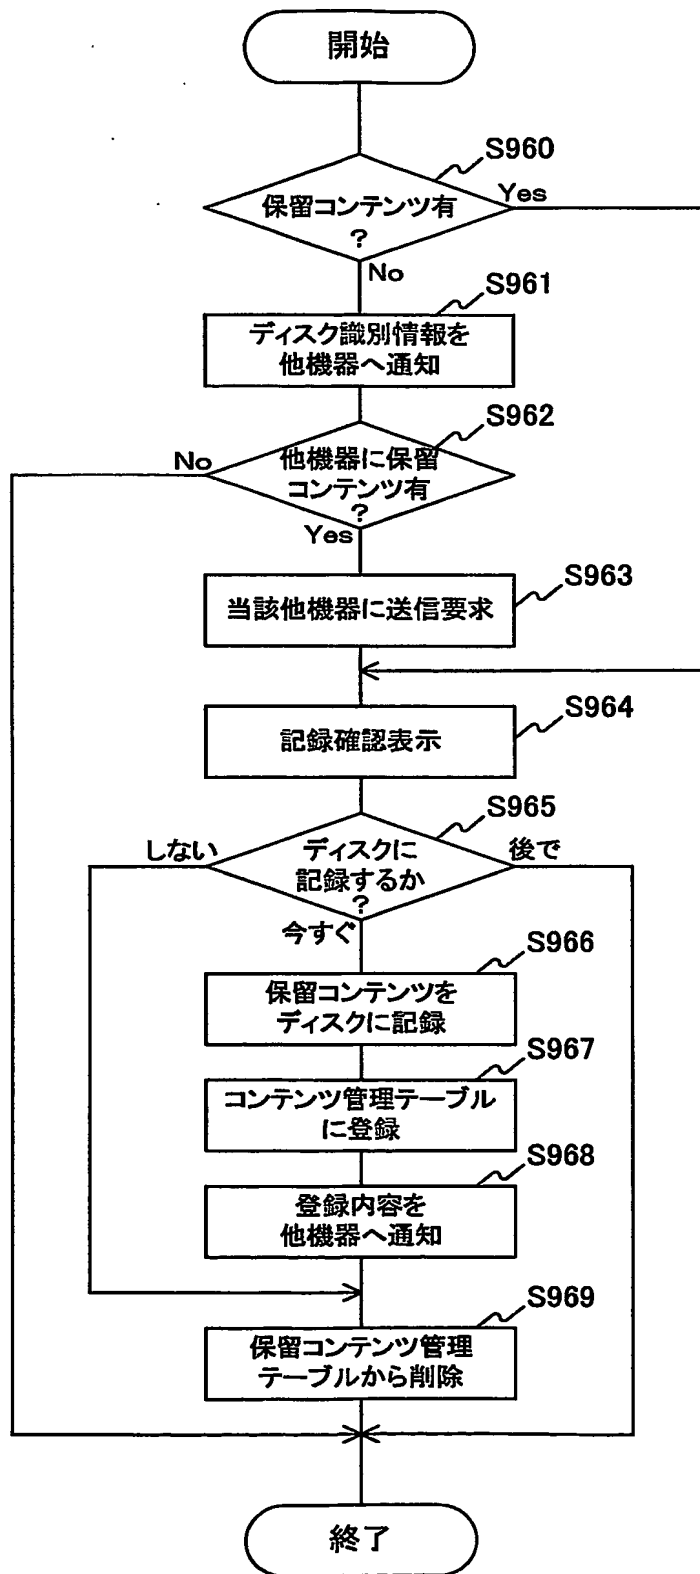 開始
S960
保留コンテンツ有
?
Yes
No
S961
ディスク識別情報を
他機器へ通知
S962
他機器に保留
コンテンツ有
?
No
Yes
S963
当該他機器に送信要求
S964
記録確認表示
S965
ディスクに
記録するか
?
しない
後で
今すぐ
S966
保留コンテンツを
ディスクに記録
S967
コンテンツ管理テーブル
に登録
S968
登録内容を
他機器へ通知
S969
保留コンテンツ管理
テーブルから削除
終了